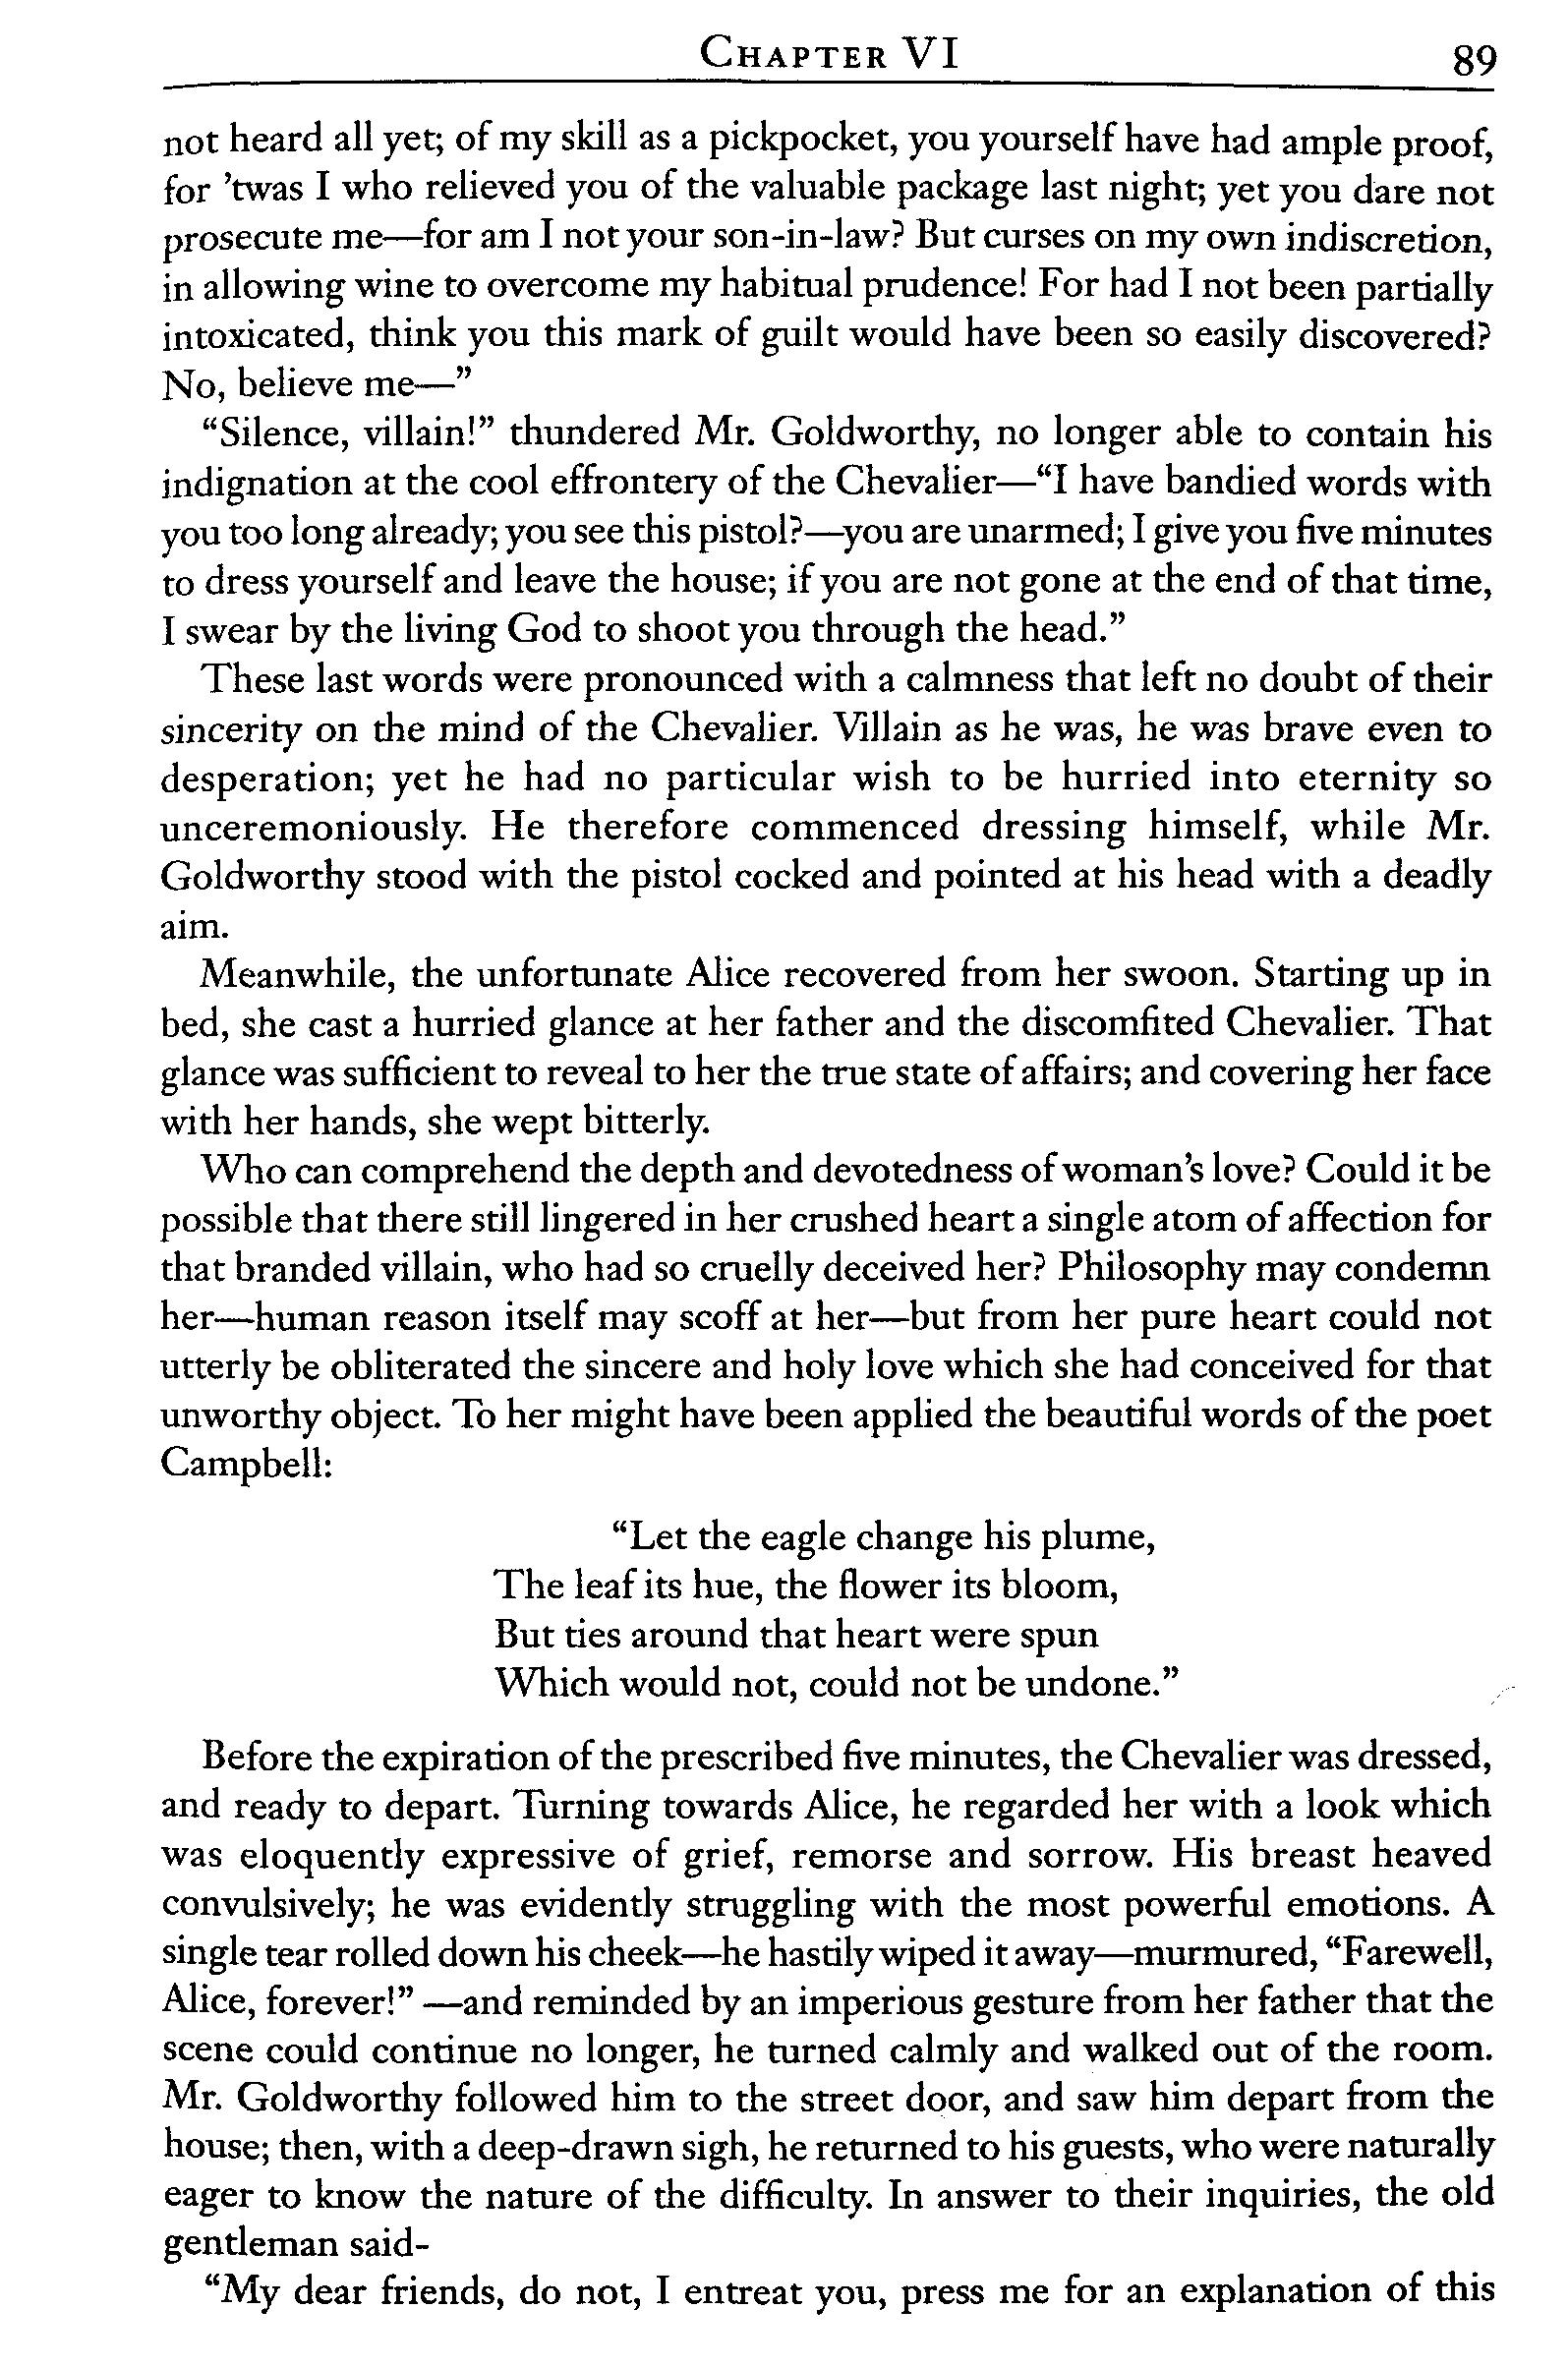 CHAPTER VI 89
not heard all yet; of my skill as a pickpocket, you yourself have had ample proof,
for ’twas I who relieved you of the valuable package last night; yet you dare not
prosecute me—for am I not your son-in-law? But curses on my own indiscretion,
in allowing wine to overcome my habitual prudence! For had I not been partially
intoxicated, think you this mark of guilt would have been so easily discovered?
No, believe me—”
“Silence, villain!” thundered Mr. Goldworthy, no longer able to contain his
indignation at the cool effrontery of the Chevalier—“I have bandied words with
you too long already; you see this pistol?—you are unarmed; I give you five minutes
to dress yourself and leave the house; if you are not gone at the end of that time,
I swear by the living God to shoot you through the head.”
These last words were pronounced with a calmness that left no doubt of their
sincerity on the mind of the Chevalier. Villain as he was, he was brave even to
desperation; yet he had no particular wish to be hurried into eternity so
unceremoniously. He therefore commenced dressing himself, while Mr.
Goldworthy stood with the pistol cocked and pointed at his head with a deadly
aim.
Meanwhile, the unfortunate Alice recovered from her swoon. Starting up in
bed, she cast a hurried glance at her father and the discomfited Chevalier. That
glance was sufficient to reveal to her the true state of affairs; and covering her face
with her hands, she wept bitterly.
Who can comprehend the depth and devotedness of woman’s love? Could it be
possible that there still lingered in her crushed heart a single atom of affection for
that branded villain, who had so cruelly deceived her? Philosophy may condemn
her—human reason itself may scoff at her—but from her pure heart could not
utterly be obliterated the sincere and holy love which she had conceived for that
unworthy object. To her might have been applied the beautiful words of the poet
Campbell:
“Let the eagle change his plume,
The leaf its hue, the flower its bloom,
But ties around that heart were spun
Which would not, could not be undone.”
Before the expiration of the prescribed five minutes, the Chevalier was dressed,
and ready to depart. Turning towards Alice, he regarded her with a look which
was eloquently expressive of grief, remorse and sorrow. His breast heaved
convulsively; he was evidently struggling with the most powerful emotions. A
single tear rolled down his cheek—he hastily wiped it away—murmured, “Farewell,
Alice, forever!” —and reminded by an imperious gesture from her father that the
scene could continue no longer, he turned calmly and walked out of the room.
Mr. Goldworthy followed him to the street door, and saw him depart from the
house; then, with a deep-drawn sigh, he returned to his guests, who were naturally
eager to know the nature of the difficulty. In answer to their inquiries, the old
gentleman said-
“My dear friends, do not, I entreat you, press me for an explanation of this